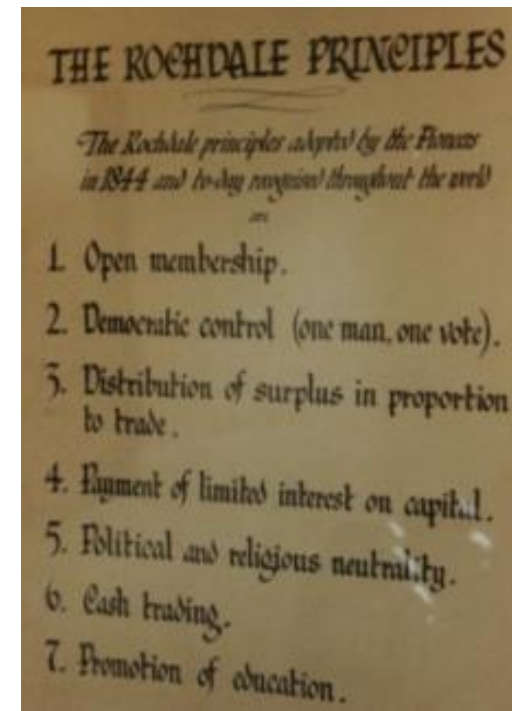 THE ROCHDALE PRINCIPLES
The Rochdale principles adopted by the Pioneers
in 1844 and to-day recognised throughout the world
are
1. Open membership.
2. Democratic control (one man, one vote).
3. Distribution of surplus in proportion
to trade.
4. Payment of limited interest on capital.
5. Political and religious neutrality.
6. Cash trading.
7. Promotion of education.